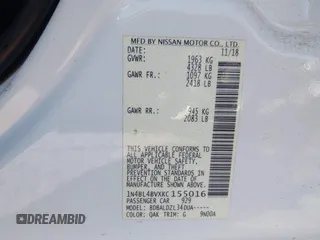 MFD BY NISSAN MOTOR CO., LTD.
11/18
GVWR: 1963 KG
4328 LB
GAWR FR: 1097 KG
2418 LB
GAWR RR: 945 KG
2083 LB
THIS VEHICLE CONFORMS TO ALL
APPLICABLE FEDERAL MOTOR
VEHICLE SAFETY, BUMPER, AND
THEFT PREVENTION STANDARDS
IN EFFECT ON THE DATE OF
MANUFACTURE SHOWN ABOVE.
1N4BL4BVXKC155016
PASSENGER CAR 929
MODEL:
COLOR: QAK TRIM: G